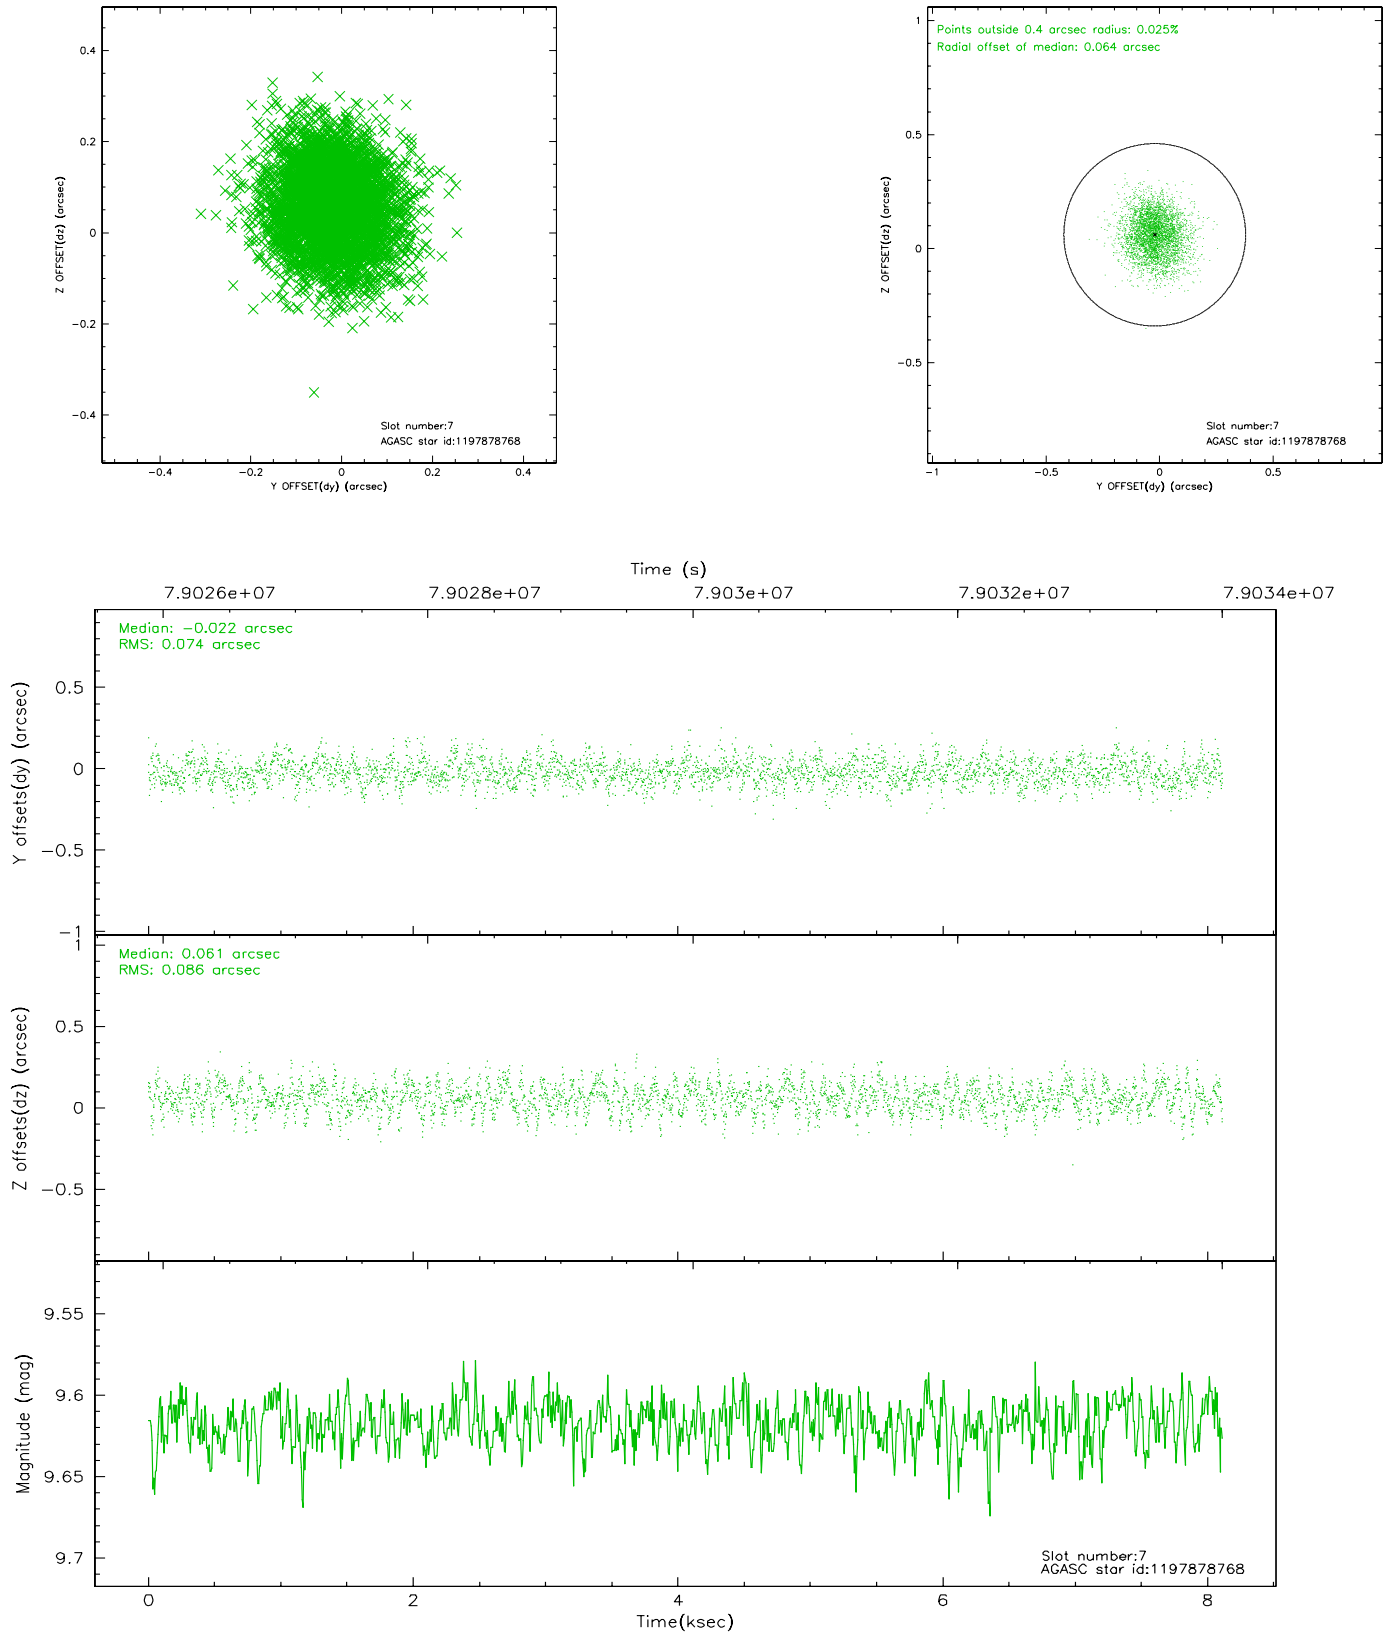 0.4
0.2
0
-0.2
-0.4
Z OFFSET(dz) (arcsec)
Slot number:7
AGASC star id:1197878768
-0.4 -0.2 0 0.2 0.4
Y OFFSET(dy) (arcsec)
Points outside 0.4 arcsec radius: 0.025%
Radial offset of median: 0.064 arcsec
1
0.5
0
-0.5
Z OFFSET(dz) (arcsec)
Slot number:7
AGASC star id:1197878768
-1 -0.5 0 0.5
Y OFFSET(dy) (arcsec)
Time (s)
7.9026e+07 7.9028e+07 7.903e+07 7.9032e+07 7.9034e+07
Median: -0.022 arcsec
RMS: 0.074 arcsec
0.5
0
-0.5
-1
Y offsets(dy) (arcsec)
Median: 0.061 arcsec
RMS: 0.086 arcsec
1
0.5
0
-0.5
Z offsets(dz) (arcsec)
9.55
9.6
9.65
9.7
Magnitude (mag)
Slot number:7
AGASC star id:1197878768
0 2 4 6 8
Time(ksec)